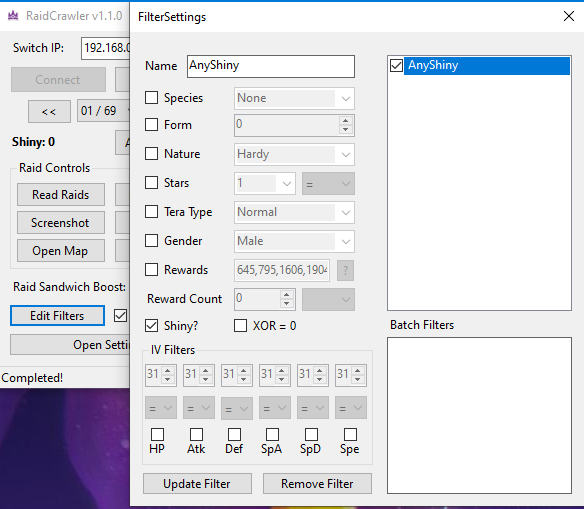 RaidCrawler v1.1.0
Switch IP:
192.168.0
Connect
<<
01 / 69
Shiny: 0
Raid Controls
Read Raids
Screenshot
Open Map
Raid Sandwich Boost:
Edit Filters
Open Setti
Completed!
FilterSettings
Name
AnyShiny
Species
None
Form
0
Nature
Hardy
Stars
1
=
Tera Type
Normal
Gender
Male
Rewards
645,795,1606,1904
?
Reward Count
0
Shiny?
XOR = 0
IV Filters
31 31 31 31 31 31
= = = = = =
HP Atk Def SpA SpD Spe
Update Filter
Remove Filter
AnyShiny
Batch Filters